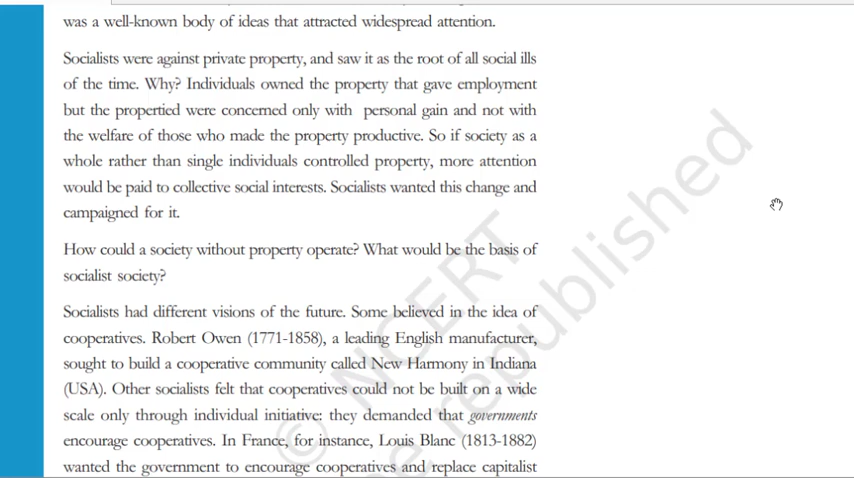 was a well-known body of ideas that attracted widespread attention.
Socialists were against private property, and saw it as the root of all social ills
of the time. Why? Individuals owned the property that gave employment
but the propertied were concerned only with personal gain and not with
the welfare of those who made the property productive. So if society as a
whole rather than single individuals controlled property, more attention
would be paid to collective social interests. Socialists wanted this change and
campaigned for it.
How could a society without property operate? What would be the basis of
socialist society?
Socialists had different visions of the future. Some believed in the idea of
cooperatives. Robert Owen (1771-1858), a leading English manufacturer,
sought to build a cooperative community called New Harmony in Indiana
(USA). Other socialists felt that cooperatives could not be built on a wide
scale only through individual initiative: they demanded that governments
encourage cooperatives. In France, for instance, Louis Blanc (1813-1882)
wanted the government to encourage cooperatives and replace capitalist
© NCERT
be republished